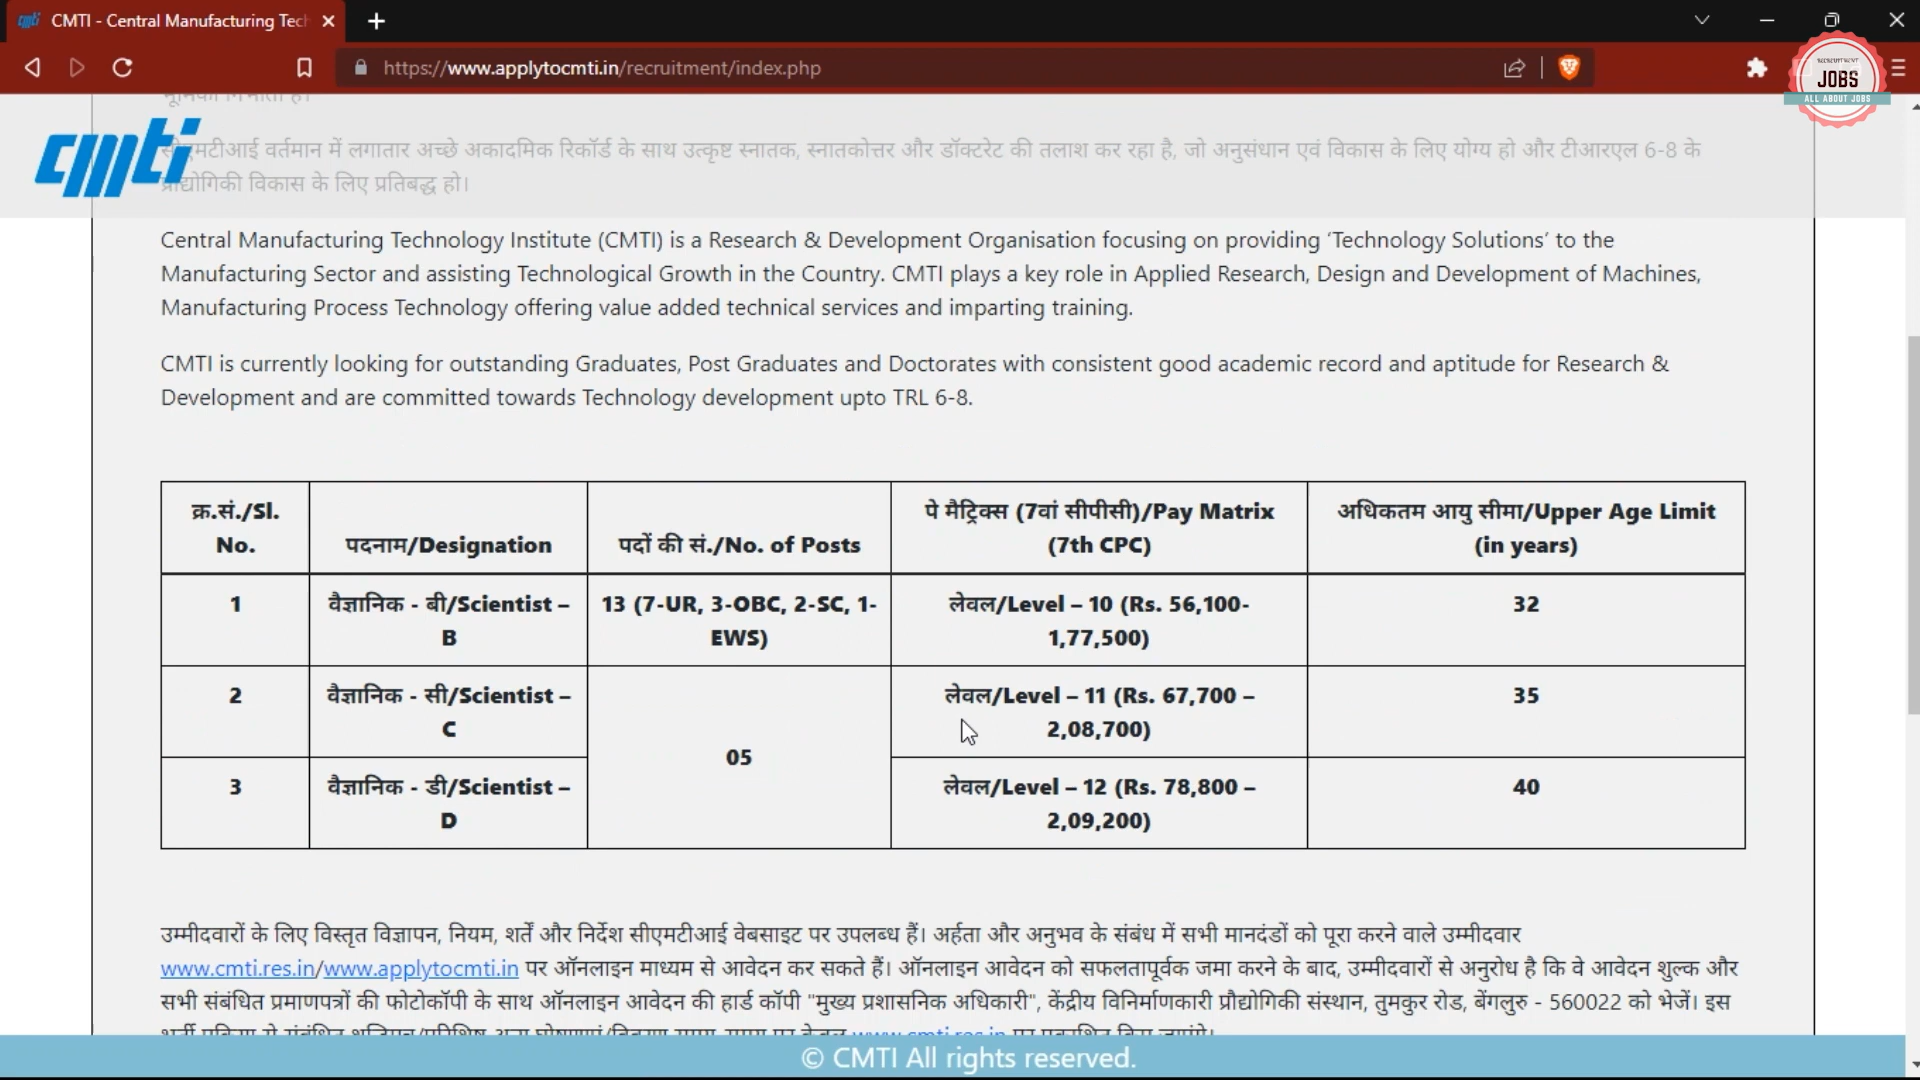 CMTI - Central Manufacturing Tech
https://www.applytocmti.in/recruitment/index.php
RECRUITMENT
JOBS
ALL ABOUT JOBS
cmti
सीएमटीआई वर्तमान में लगातार अच्छे अकादमिक रिकॉर्ड के साथ उत्कृष्ट स्नातक, स्नातकोत्तर और डॉक्टरेट की तलाश कर रहा है, जो अनुसंधान एवं विकास के लिए योग्य हो और टीआरएल 6-8 के
प्रौद्योगिकी विकास के लिए प्रतिबद्ध हो।
Central Manufacturing Technology Institute (CMTI) is a Research & Development Organisation focusing on providing ‘Technology Solutions’ to the
Manufacturing Sector and assisting Technological Growth in the Country. CMTI plays a key role in Applied Research, Design and Development of Machines,
Manufacturing Process Technology offering value added technical services and imparting training.
CMTI is currently looking for outstanding Graduates, Post Graduates and Doctorates with consistent good academic record and aptitude for Research &
Development and are committed towards Technology development upto TRL 6-8.
क्र.सं./Sl.
No.
पदनाम/Designation
पदों की सं./No. of Posts
पे मैट्रिक्स (7वां सीपीसी)/Pay Matrix
(7th CPC)
अधिकतम आयु सीमा/Upper Age Limit
(in years)
1
वैज्ञानिक - बी/Scientist –
B
13 (7-UR, 3-OBC, 2-SC, 1-
EWS)
लेवल/Level – 10 (Rs. 56,100-
1,77,500)
32
2
वैज्ञानिक - सी/Scientist –
C
05
लेवल/Level – 11 (Rs. 67,700 –
2,08,700)
35
3
वैज्ञानिक - डी/Scientist –
D
लेवल/Level – 12 (Rs. 78,800 –
2,09,200)
40
उम्मीदवारों के लिए विस्तृत विज्ञापन, नियम, शर्तें और निर्देश सीएमटीआई वेबसाइट पर उपलब्ध हैं। अर्हता और अनुभव के संबंध में सभी मानदंडों को पूरा करने वाले उम्मीदवार
www.cmti.res.in/www.applytocmti.in पर ऑनलाइन माध्यम से आवेदन कर सकते हैं। ऑनलाइन आवेदन को सफलतापूर्वक जमा करने के बाद, उम्मीदवारों से अनुरोध है कि वे आवेदन शुल्क और
सभी संबंधित प्रमाणपत्रों की फोटोकॉपी के साथ ऑनलाइन आवेदन की हार्ड कॉपी "मुख्य प्रशासनिक अधिकारी", केंद्रीय विनिर्माणकारी प्रौद्योगिकी संस्थान, तुमकुर रोड, बेंगलुरु - 560022 को भेजें। इस
© CMTI All rights reserved.